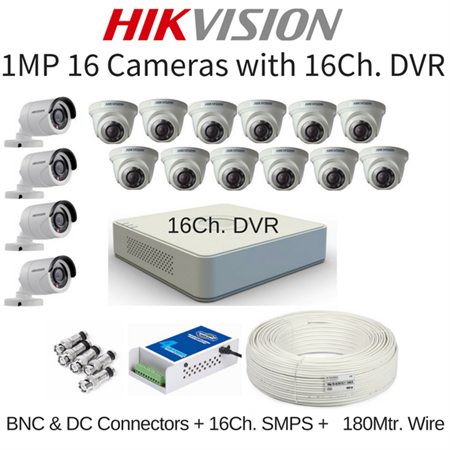 HIKVISION
1MP 16 Cameras with 16Ch. DVR
16Ch. DVR
BNC & DC Connectors + 16Ch. SMPS + 180Mtr. Wire